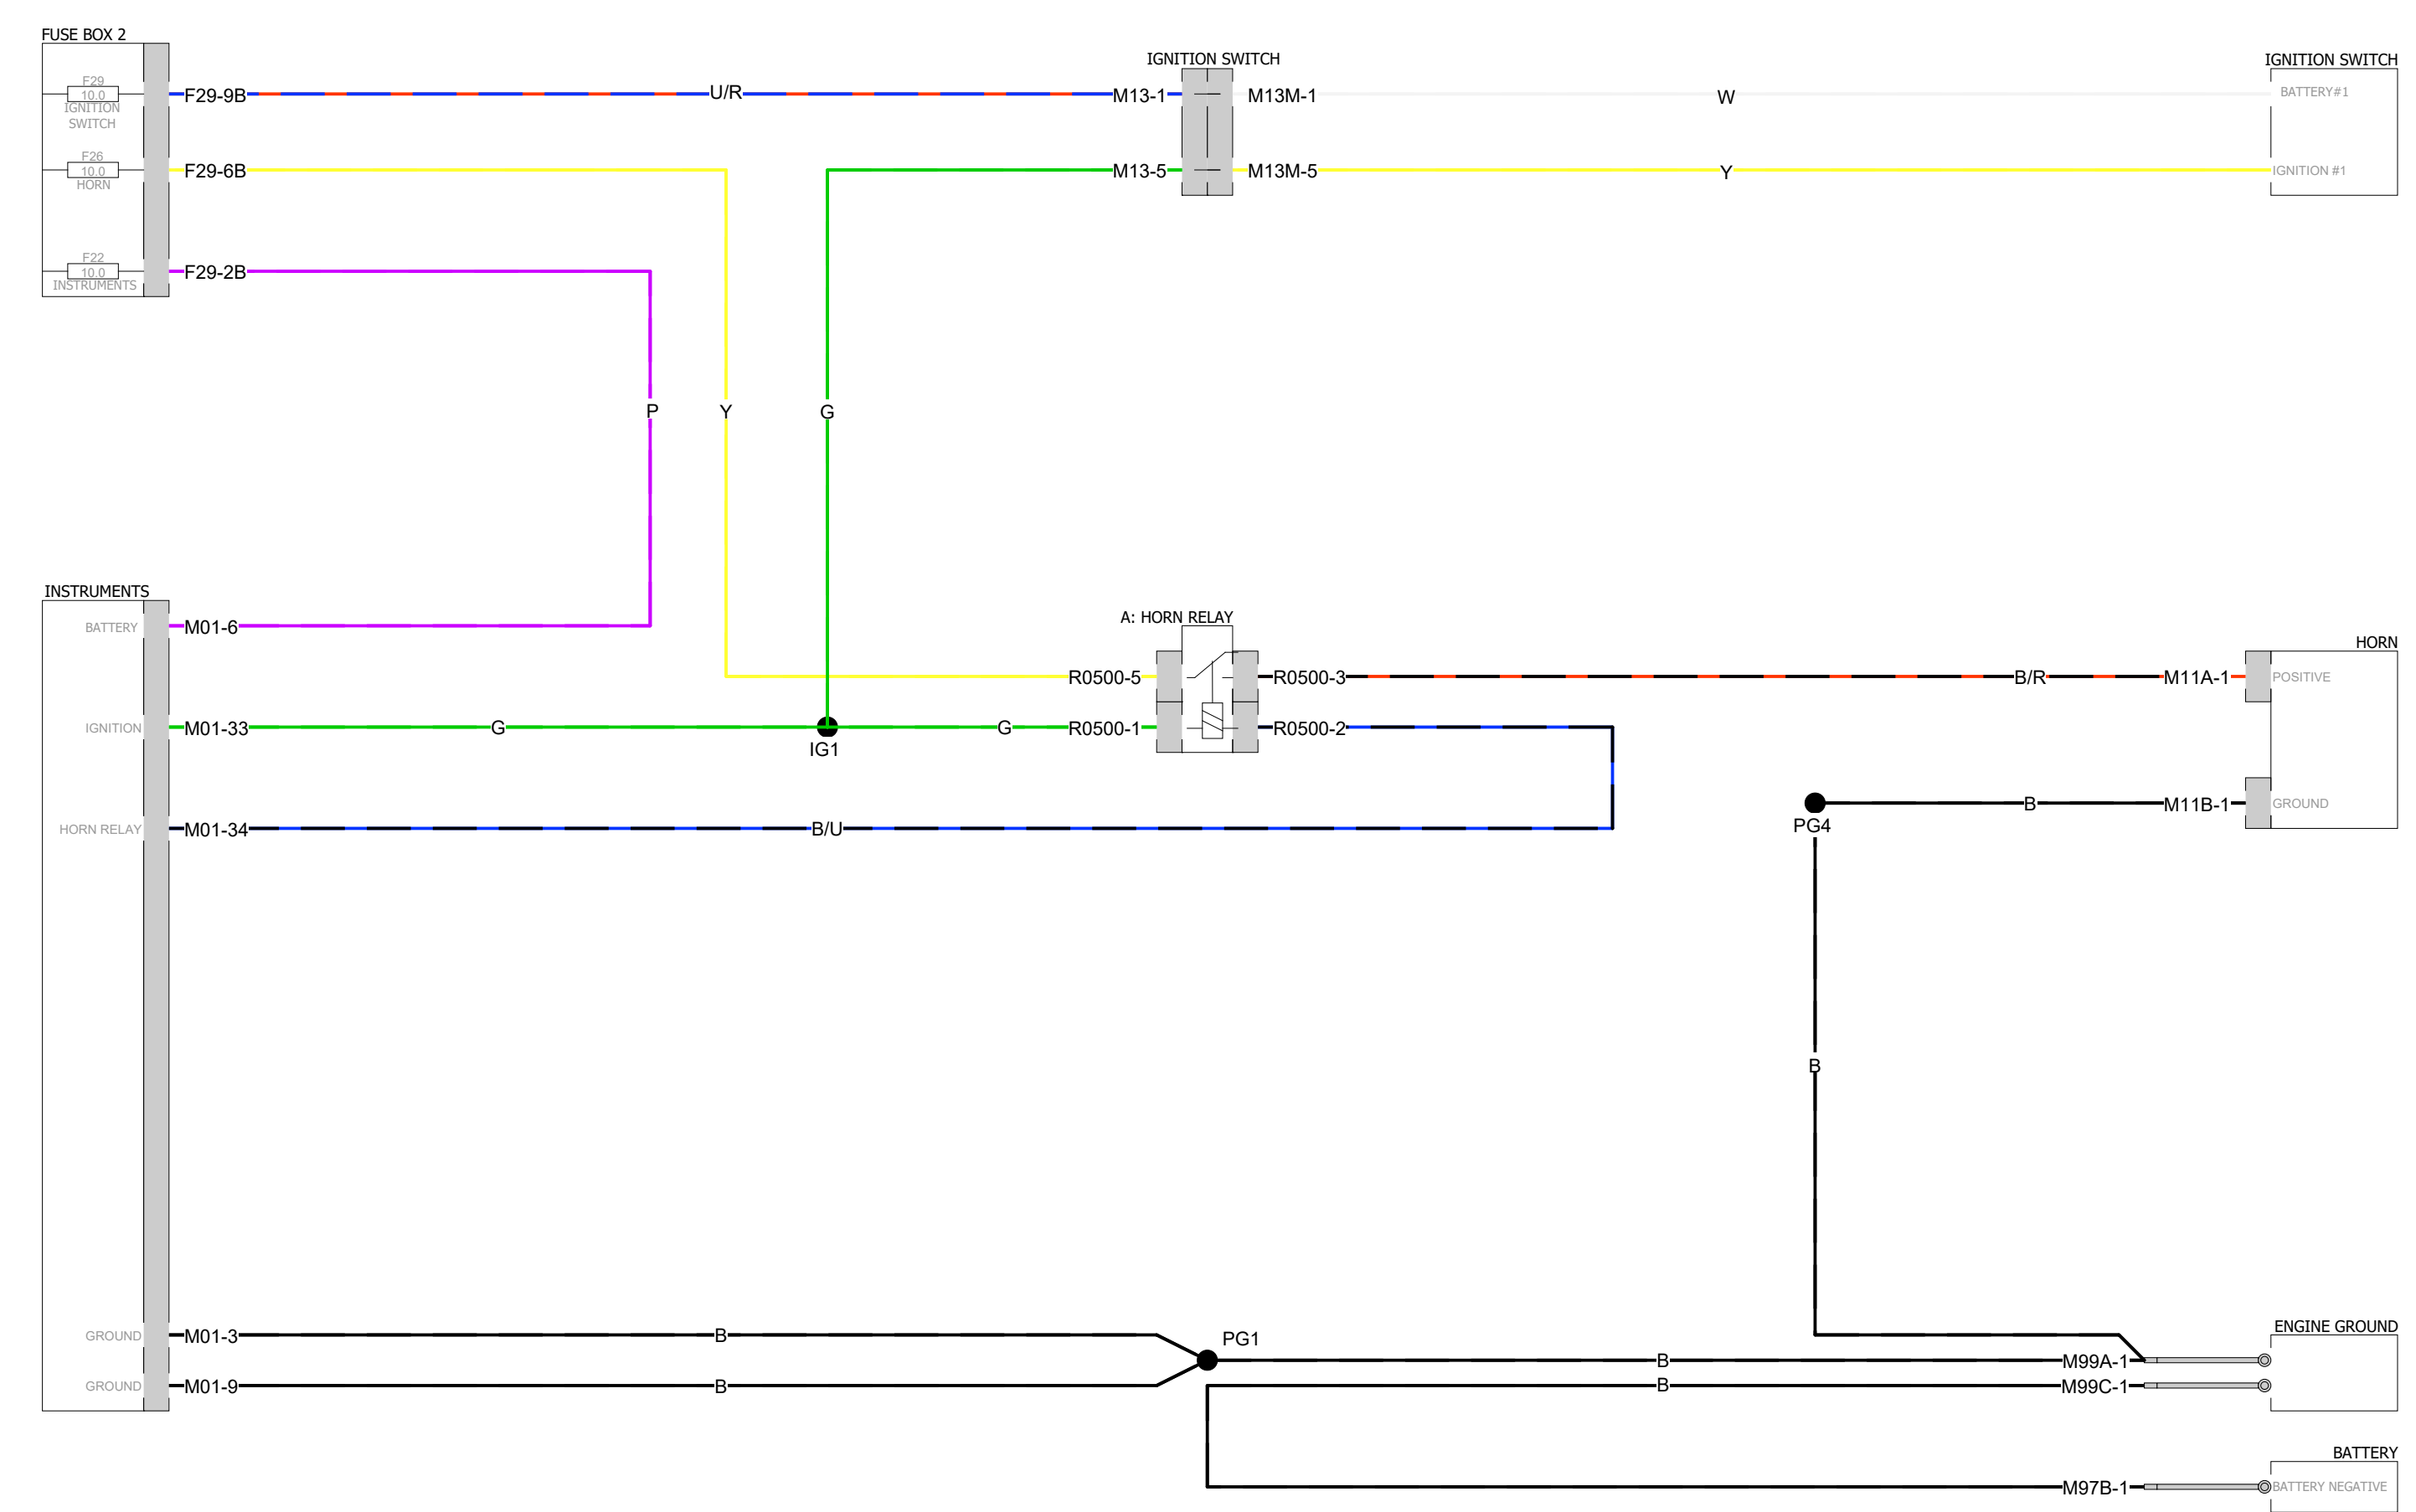 FUSE BOX 2
F29
10.0
IGNITION
SWITCH
F29-9B
U/R
M13-1
IGNITION SWITCH
M13M-1
W
IGNITION SWITCH
BATTERY#1
F26
10.0
HORN
F29-6B
M13-5
M13M-5
Y
IGNITION #1
F22
10.0
INSTRUMENTS
F29-2B
P
Y
G
INSTRUMENTS
BATTERY
M01-6
A: HORN RELAY
HORN
R0500-5
R0500-3
B/R
M11A-1
POSITIVE
IGNITION
M01-33
G
IG1
G
R0500-1
R0500-2
HORN RELAY
M01-34
B/U
PG4
B
M11B-1
GROUND
B
GROUND
M01-3
B
PG1
ENGINE GROUND
B
M99A-1
GROUND
M01-9
B
B
M99C-1
BATTERY
M97B-1
BATTERY NEGATIVE